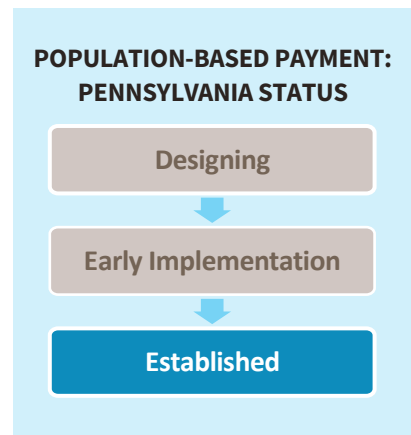 POPULATION-BASED PAYMENT:
PENNSYLVANIA STATUS
Designing
Early Implementation
Established